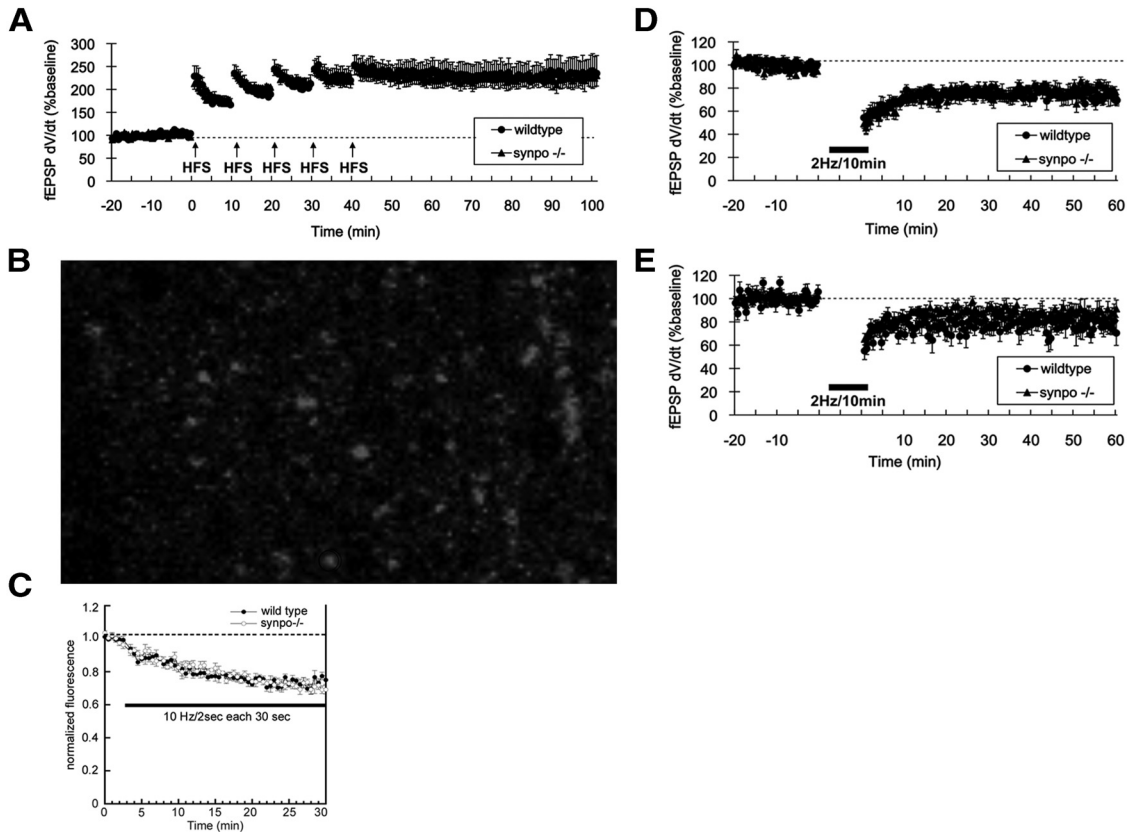 A
fEPSP dV/dt (%baseline)
300
250
200
150
100
50
0
HFS HFS HFS HFS HFS
wildtype
synpo -/-
-20 -10 0 10 20 30 40 50 60 70 80 90 100
Time (min)
B
C
normalized fluorescence
1.2
1.0
0.8
0.6
0.4
0.2
0
wild type
synpo-/-
10 Hz/2sec each 30 sec
0 5 10 15 20 25 30
Time (min)
D
fEPSP dV/dt (%baseline)
120
100
80
60
40
20
0
2Hz/10min
wildtype
synpo -/-
-20 -10 10 20 30 40 50 60
Time (min)
E
fEPSP dV/dt (%baseline)
120
100
80
60
40
20
0
2Hz/10min
wildtype
synpo -/-
-20 -10 10 20 30 40 50 60
Time (min)